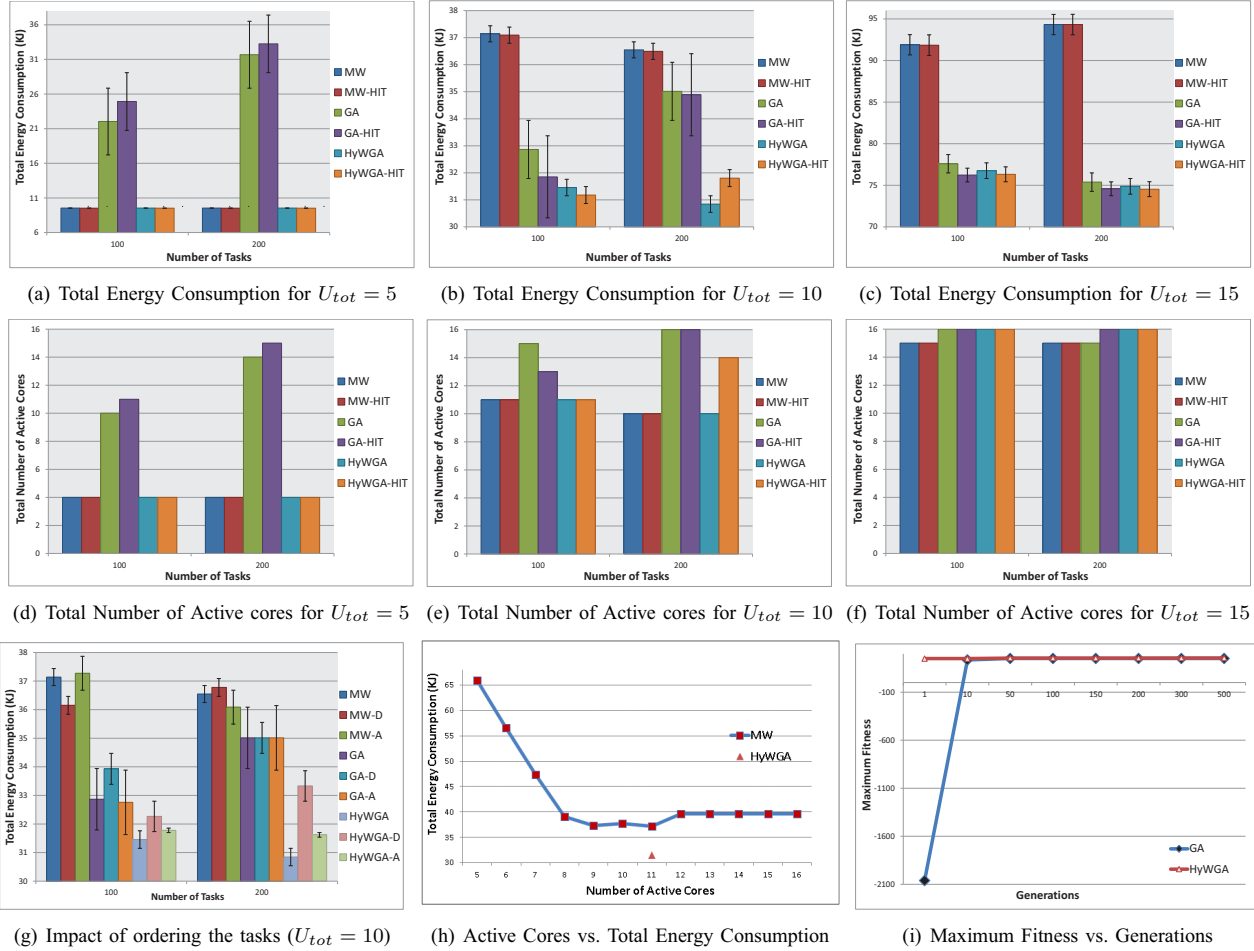 Total Energy Consumption (KJ)
36
31
26
21
16
11
6
100
200
Number of Tasks
MW
MW-HIT
GA
GA-HIT
HyWGA
HyWGA-HIT
(a) Total Energy Consumption for U_tot = 5
Total Energy Consumption (KJ)
38
37
36
35
34
33
32
31
30
100
200
Number of Tasks
MW
MW-HIT
GA
GA-HIT
HyWGA
HyWGA-HIT
(b) Total Energy Consumption for U_tot = 10
Total Energy Consumption (KJ)
95
90
85
80
75
70
100
200
Number of Tasks
MW
MW-HIT
GA
GA-HIT
HyWGA
HyWGA-HIT
(c) Total Energy Consumption for U_tot = 15
Total Number of Active Cores
16
14
12
10
8
6
4
2
0
100
200
Number of Tasks
MW
MW-HIT
GA
GA-HIT
HyWGA
HyWGA-HIT
(d) Total Number of Active cores for U_tot = 5
Total Number of Active Cores
16
14
12
10
8
6
4
2
0
100
200
Number of Tasks
MW
MW-HIT
GA
GA-HIT
HyWGA
HyWGA-HIT
(e) Total Number of Active cores for U_tot = 10
Total Number of Active Cores
16
14
12
10
8
6
4
2
0
100
200
Number of Tasks
MW
MW-HIT
GA
GA-HIT
HyWGA
HyWGA-HIT
(f) Total Number of Active cores for U_tot = 15
Total Energy Consumption (KJ)
38
37
36
35
34
33
32
31
30
100
200
Number of Tasks
MW
MW-D
MW-A
GA
GA-D
GA-A
HyWGA
HyWGA-D
HyWGA-A
(g) Impact of ordering the tasks (U_tot = 10)
Total Energy Consumption (KJ)
65
60
55
50
45
40
35
30
5 6 7 8 9 10 11 12 13 14 15 16
Number of Active Cores
MW
HyWGA
(h) Active Cores vs. Total Energy Consumption
Maximum Fitness
-100
-600
-1100
-1600
-2100
1 10 50 100 150 200 300 500
Generations
GA
HyWGA
(i) Maximum Fitness vs. Generations